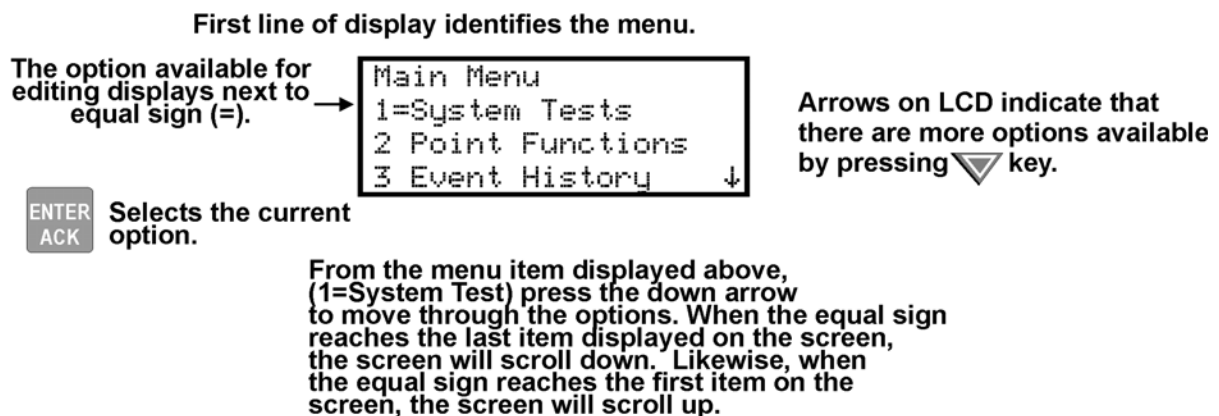 First line of display identifies the menu.
The option available for
editing displays next to
equal sign (=).
Main Menu
1=System Tests
2 Point Functions
3 Event History ↓
Arrows on LCD indicate that
there are more options available
by pressing key.
ENTER
ACK
Selects the current
option.
From the menu item displayed above,
(1=System Test) press the down arrow
to move through the options. When the equal sign
reaches the last item displayed on the screen,
the screen will scroll down. Likewise, when
the equal sign reaches the first item on the
screen, the screen will scroll up.